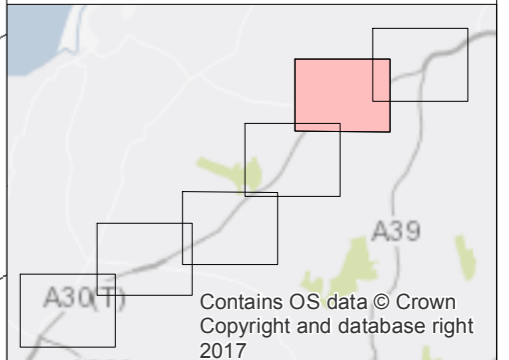 A39
A30(T)
Contains OS data © Crown
Copyright and database right
2017